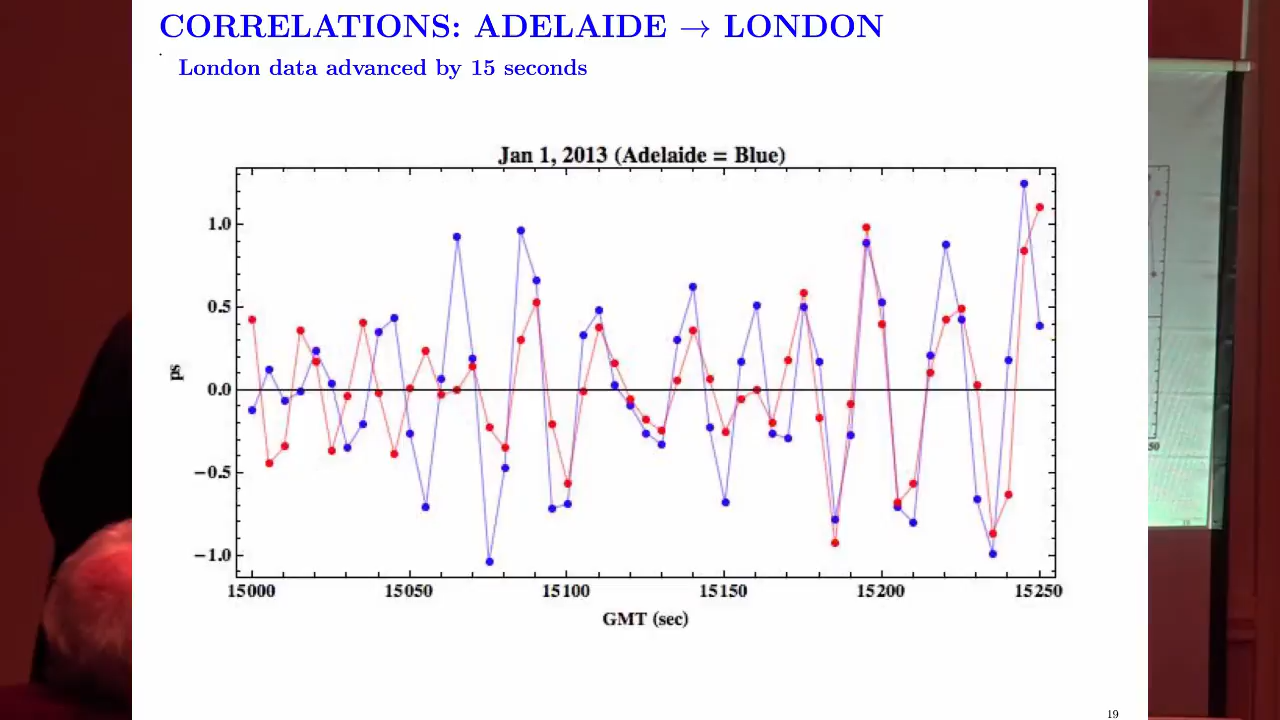 CORRELATIONS: ADELAIDE → LONDON
London data advanced by 15 seconds
Jan 1, 2013 (Adelaide = Blue)
1.0
0.5
0.0
−0.5
−1.0
ps
15000 15050 15100 15150 15200 15250
GMT (sec)
19
50